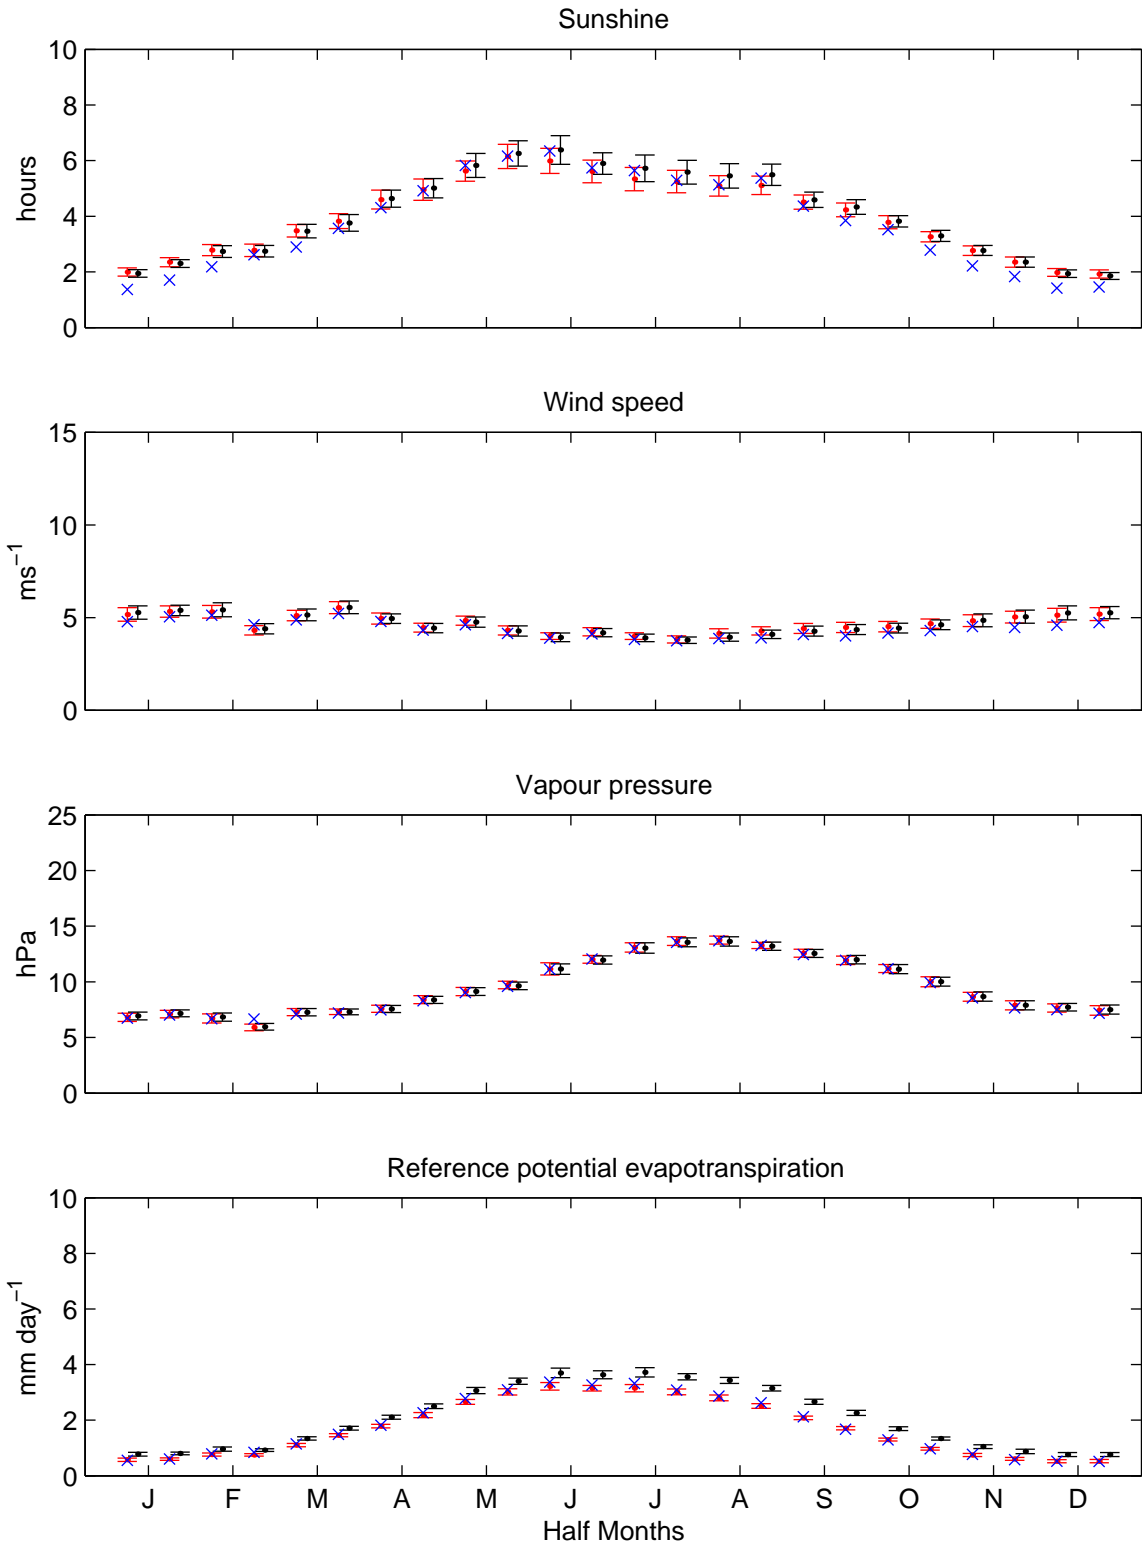 Sunshine
10
8
6
4
2
0
hours
Wind speed
15
10
5
0
ms⁻¹
Vapour pressure
25
20
15
10
5
0
hPa
Reference potential evapotranspiration
10
8
6
4
2
0
mm day⁻¹
J F M A M J J A S O N D
Half Months